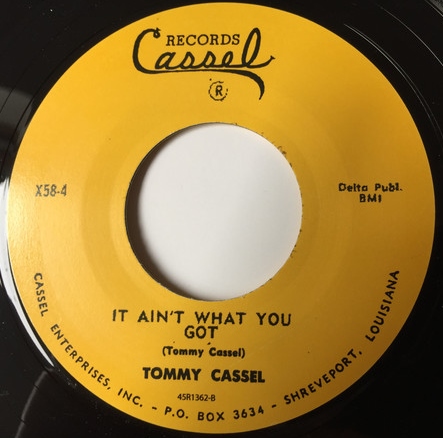 RECORDS
Cassel
R
X58-4
Delta Publ.
BMI
IT AIN'T WHAT YOU
GOT
(Tommy Cassel)
TOMMY CASSEL
45R1362-B
CASSEL ENTERPRISES, INC. - P.O. BOX 3634 - SHREVEPORT, LOUISIANA